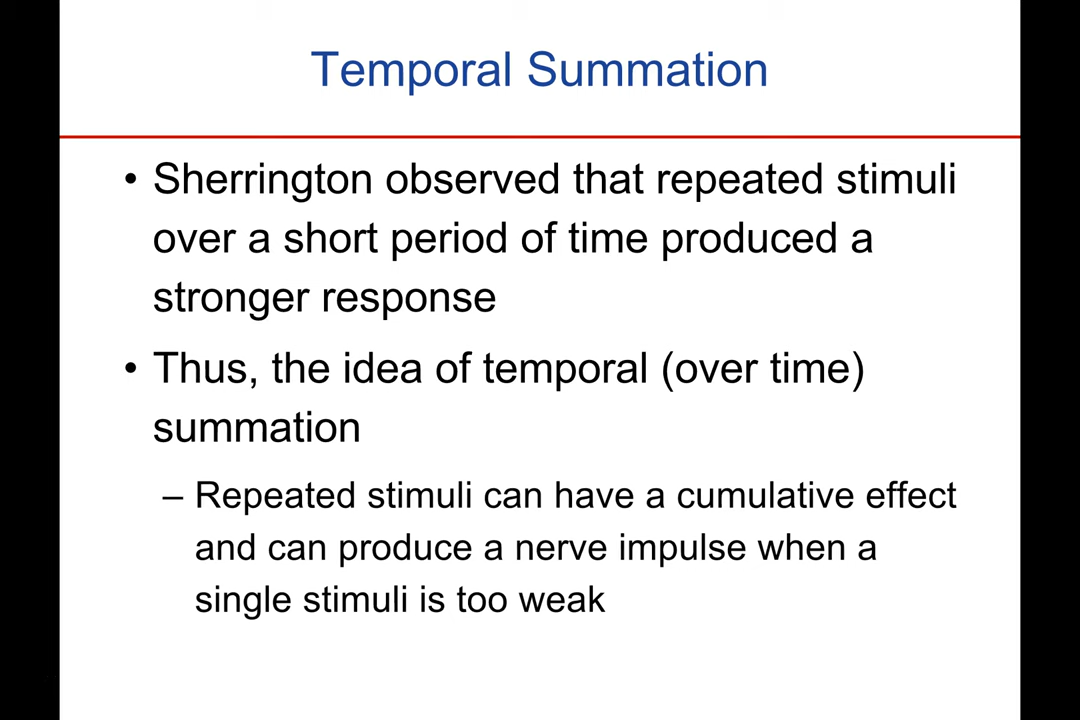 Temporal Summation
• Sherrington observed that repeated stimuli
over a short period of time produced a
stronger response
• Thus, the idea of temporal (over time)
summation
– Repeated stimuli can have a cumulative effect
and can produce a nerve impulse when a
single stimuli is too weak